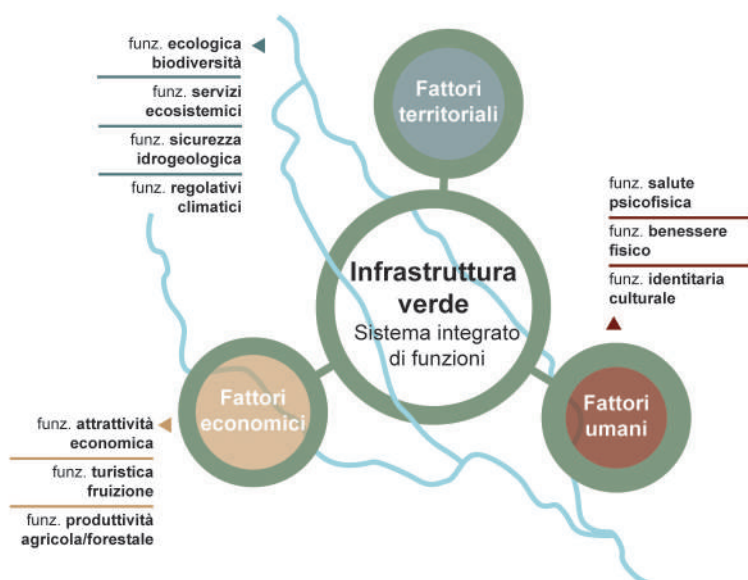 funz. ecologica
biodiversità
funz. servizi
ecosistemici
funz. sicurezza
idrogeologica
funz. regolativi
climatici
Fattori
territoriali
funz. salute
psicofisica
funz. benessere
fisico
funz. identitaria
culturale
Infrastruttura
verde
Sistema integrato
di funzioni
Fattori
economici
Fattori
umani
funz. attrattività
economica
funz. turistica
fruizione
funz. produttività
agricola/forestale